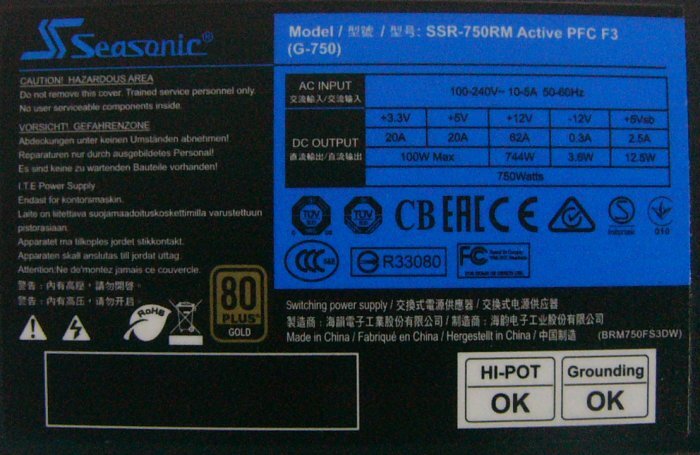 Seasonic®
CAUTION! HAZARDOUS AREA
Do not remove this cover. Trained service personnel only.
No user serviceable components inside.
VORSICHT! GEFAHRENZONE
Abdeckungen unter keinen Umständen abnehmen!
Reparaturen nur durch ausgebildetes Personal!
Es sind keine zu wartenden Bauteile vorhanden!
I.T.E Power Supply
Endast for kontorsmaskin.
Laite on liitettava suojamaadoituskoskettimilla varustettuun
pistorasiaan.
Apparatet ma tilkoples jordet stikkontakt.
Apparaten skall anslutas till jordat uttag.
Attention:Ne de'montez jamais ce couvercle.
警告：內有高壓，請勿開啓。
警告：内有高压，请勿开启。
RoHS
80
PLUS®
GOLD
Model / 型號 / 型号: SSR-750RM Active PFC F3
(G-750)
AC INPUT
交流輸入/交流输入
100-240V~ 10-5A 50-60Hz
DC OUTPUT
直流輸出/直流输出
+3.3V +5V +12V -12V +5Vsb
20A 20A 62A 0.3A 2.5A
100W Max 744W 3.6W 12.5W
750Watts
TÜV TÜV CB EAC CE S 010
CCC S&E R33080 FC
Switching power supply / 交換式電源供應器 / 交换式电源供应器
製造商：海韻電子工業股份有限公司 / 制造商：海韵电子工业股份有限公司
Made in China / Fabriqué en China / Hergestellt in China / 中国制造 (BRM750FS3DW)
HI-POT
OK
Grounding
OK